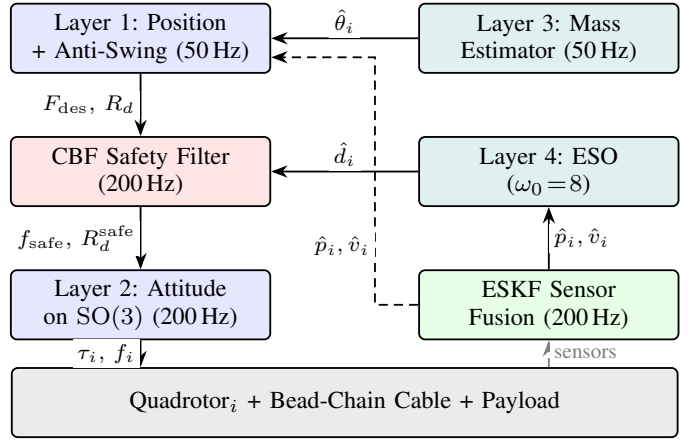 Layer 1: Position
+ Anti-Swing (50 Hz)
θ̂ᵢ
Layer 3: Mass
Estimator (50 Hz)
F_des, R_d
CBF Safety Filter
(200 Hz)
d̂ᵢ
Layer 4: ESO
(ω₀ = 8)
f_safe, R_d^safe
p̂ᵢ, v̂ᵢ
p̂ᵢ, v̂ᵢ
Layer 2: Attitude
on SO(3) (200 Hz)
ESKF Sensor
Fusion (200 Hz)
τᵢ, fᵢ
sensors
Quadrotorᵢ + Bead-Chain Cable + Payload